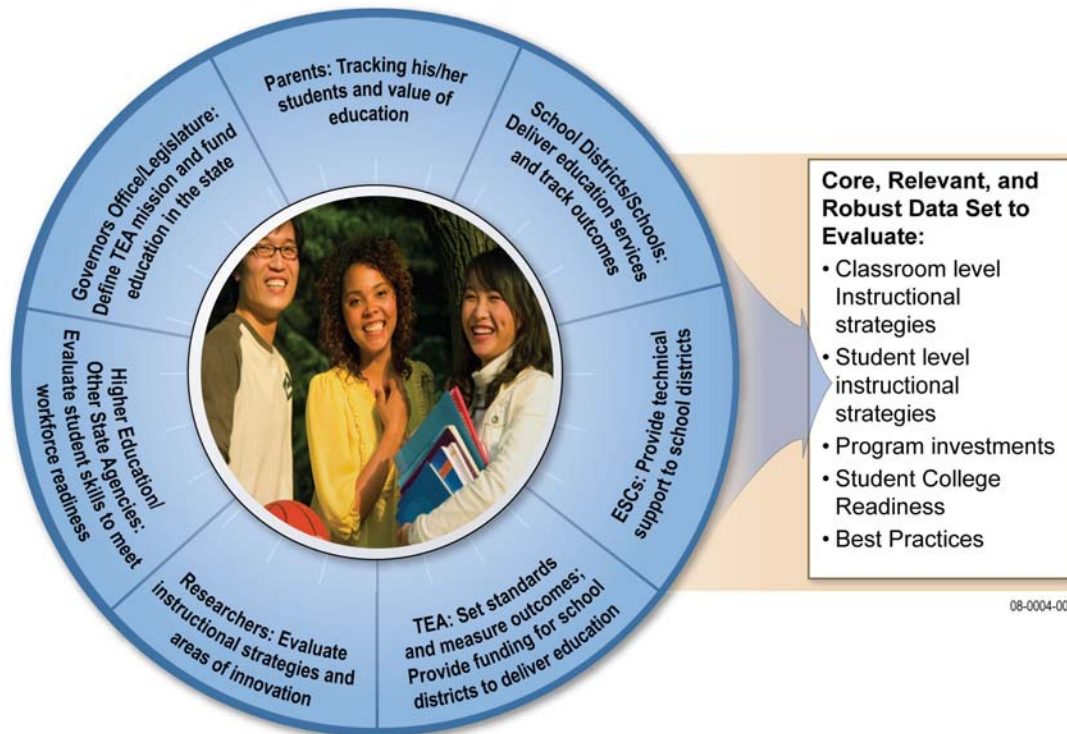 Parents: Tracking his/her
students and value of
education
School Districts/Schools:
Deliver education services
and track outcomes
ESCs: Provide technical
support to school districts
TEA: Set standards
and measure outcomes;
Provide funding for school
districts to deliver education
Researchers: Evaluate
instructional strategies and
areas of innovation
Higher Education/
Other State Agencies:
Evaluate student skills to meet
workforce readiness
Governors Office/Legislature:
Define TEA mission and fund
education in the state
Core, Relevant, and
Robust Data Set to
Evaluate:
• Classroom level
Instructional
strategies
• Student level
instructional
strategies
• Program investments
• Student College
Readiness
• Best Practices
08-0004-00